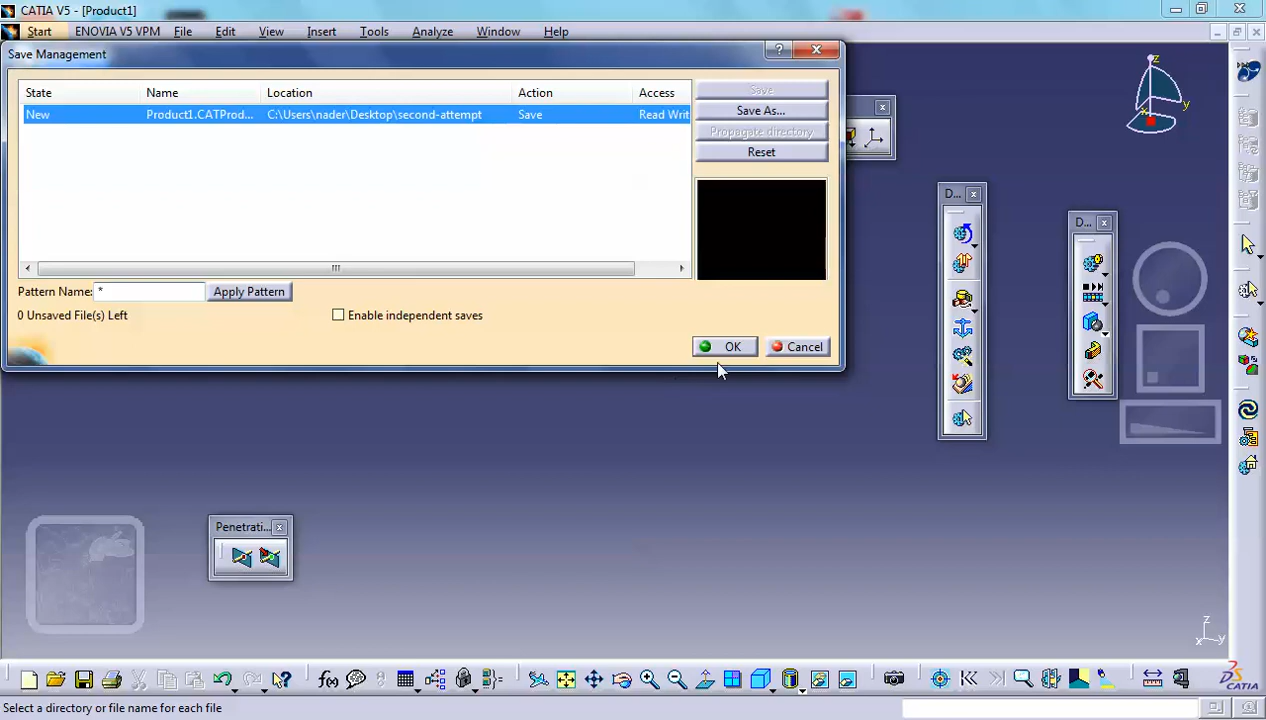 CATIA V5 - [Product1]
Start ENOVIA V5 VPM File Edit View Insert Tools Analyze Window Help
Save Management
State Name Location Action Access
New Product1.CATProd... C:\Users\nader\Desktop\second-attempt Save Read Writ
Save
Save As...
Propagate directory
Reset
Pattern Name: * Apply Pattern
0 Unsaved File(s) Left Enable independent saves
OK Cancel
D...
D...
Penetrati...
z
y
x
z
y
x
f(x)
Select a directory or file name for each file